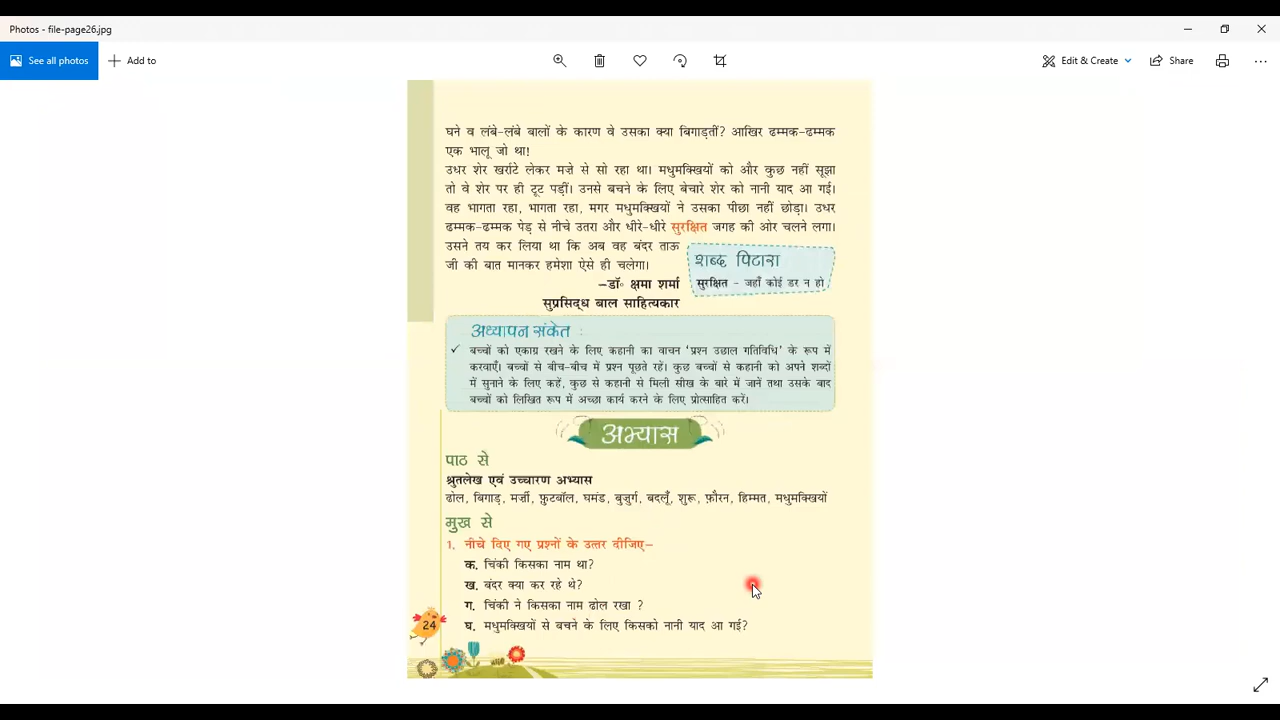 Photos - file-page26.jpg
See all photos
Add to
Edit & Create
Share
घने व लंबे-लंबे बालों के कारण वे उसका क्या बिगाड़तीं? आखिर ढम्मक-ढम्मक
एक भालू जो था!
उधर शेर खर्राटे लेकर मज़े से सो रहा था। मधुमक्खियों को और कुछ नहीं सूझा
तो वे शेर पर ही टूट पड़ीं। उनसे बचने के लिए बेचारे शेर को नानी याद आ गई।
वह भागता रहा, भागता रहा, मगर मधुमक्खियों ने उसका पीछा नहीं छोड़ा। उधर
ढम्मक-ढम्मक पेड़ से नीचे उतरा और धीरे-धीरे सुरक्षित जगह की ओर चलने लगा।
उसने तय कर लिया था कि अब वह बंदर ताऊ
जी की बात मानकर हमेशा ऐसे ही चलेगा।
–डॉ॰ क्षमा शर्मा
सुप्रसिद्ध बाल साहित्यकार
शब्द पिटारा
सुरक्षित - जहाँ कोई डर न हो
अध्यापन संकेत :
✓ बच्चों को एकाग्र रखने के लिए कहानी का वाचन 'प्रश्न उछाल गतिविधि' के रूप में
करवाएँ। बच्चों से बीच-बीच में प्रश्न पूछते रहें। कुछ बच्चों से कहानी को अपने शब्दों
में सुनाने के लिए कहें, कुछ से कहानी से मिली सीख के बारे में जानें तथा उसके बाद
बच्चों को लिखित रूप में अच्छा कार्य करने के लिए प्रोत्साहित करें।
अभ्यास
पाठ से
श्रुतलेख एवं उच्चारण अभ्यास
ढोल, बिगाड़, मर्ज़ी, फ़ुटबॉल, घमंड, बुज़ुर्ग, बदलूँ, शुरू, फ़ौरन, हिम्मत, मधुमक्खियों
मुख से
1. नीचे दिए गए प्रश्नों के उत्तर दीजिए–
क. चिंकी किसका नाम था?
ख. बंदर क्या कर रहे थे?
ग. चिंकी ने किसका नाम ढोल रखा ?
घ. मधुमक्खियों से बचने के लिए किसको नानी याद आ गई?
24